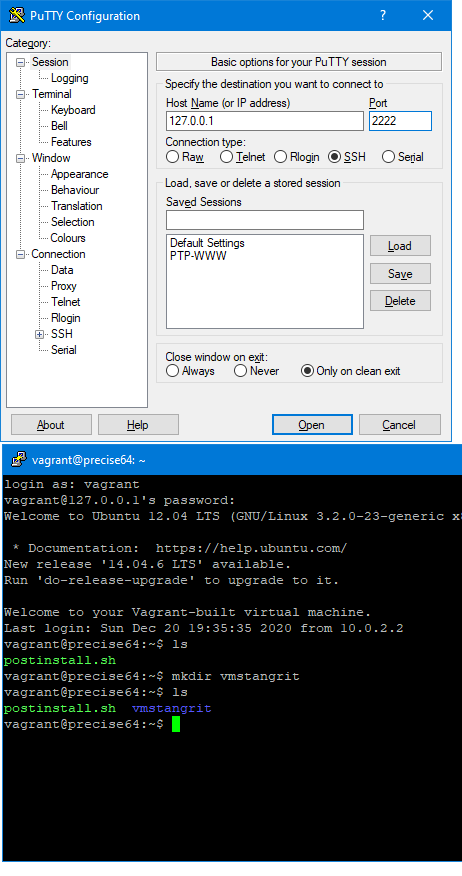 PuTTY Configuration
Category:
Session
Logging
Terminal
Keyboard
Bell
Features
Window
Appearance
Behaviour
Translation
Selection
Colours
Connection
Data
Proxy
Telnet
Rlogin
SSH
Serial
Basic options for your PuTTY session
Specify the destination you want to connect to
Host Name (or IP address) Port
127.0.0.1 2222
Connection type:
Raw Telnet Rlogin SSH Serial
Load, save or delete a stored session
Saved Sessions
Default Settings
PTP-WWW
Load
Save
Delete
Close window on exit:
Always Never Only on clean exit
About Help Open Cancel
vagrant@precise64: ~
login as: vagrant
vagrant@127.0.0.1's password:
Welcome to Ubuntu 12.04 LTS (GNU/Linux 3.2.0-23-generic x8
* Documentation: https://help.ubuntu.com/
New release '14.04.6 LTS' available.
Run 'do-release-upgrade' to upgrade to it.
Welcome to your Vagrant-built virtual machine.
Last login: Sun Dec 20 19:35:35 2020 from 10.0.2.2
vagrant@precise64:~$ ls
postinstall.sh
vagrant@precise64:~$ mkdir vmstangrit
vagrant@precise64:~$ ls
postinstall.sh vmstangrit
vagrant@precise64:~$